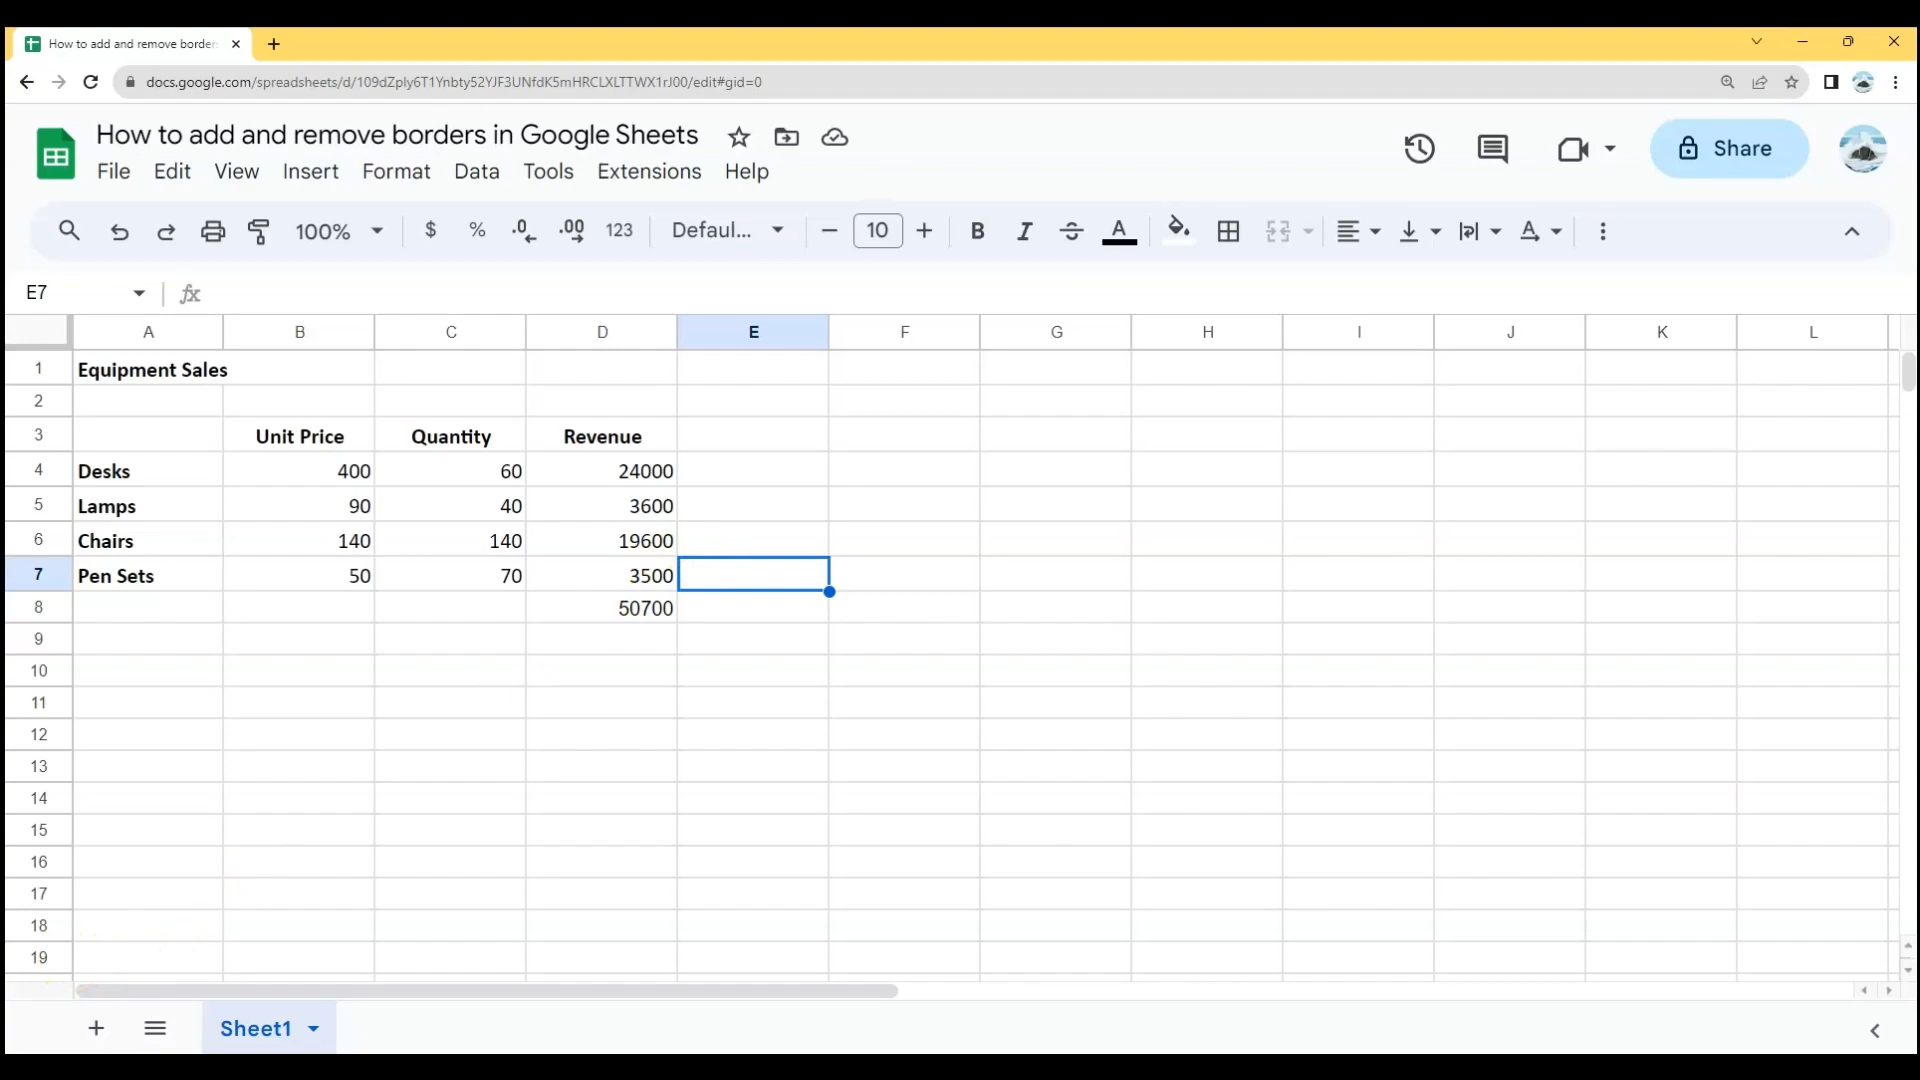 How to add and remove border
docs.google.com/spreadsheets/d/109dZply6T1Ynbty52YJF3UNfdK5mHRCLXLTTWX1rJ00/edit#gid=0
How to add and remove borders in Google Sheets
File Edit View Insert Format Data Tools Extensions Help
Share
100% $ % .0 .00 123 Defaul... 10 B I S A A
E7 fx
A B C D E F G H I J K L
1 Equipment Sales
2
3 Unit Price Quantity Revenue
4 Desks 400 60 24000
5 Lamps 90 40 3600
6 Chairs 140 140 19600
7 Pen Sets 50 70 3500
8 50700
9
10
11
12
13
14
15
16
17
18
19
Sheet1